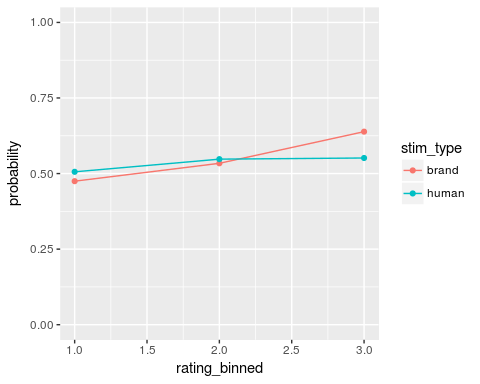 1.00
0.75
0.50
0.25
0.00
probability
1.0 1.5 2.0 2.5 3.0
rating_binned
stim_type
brand
human